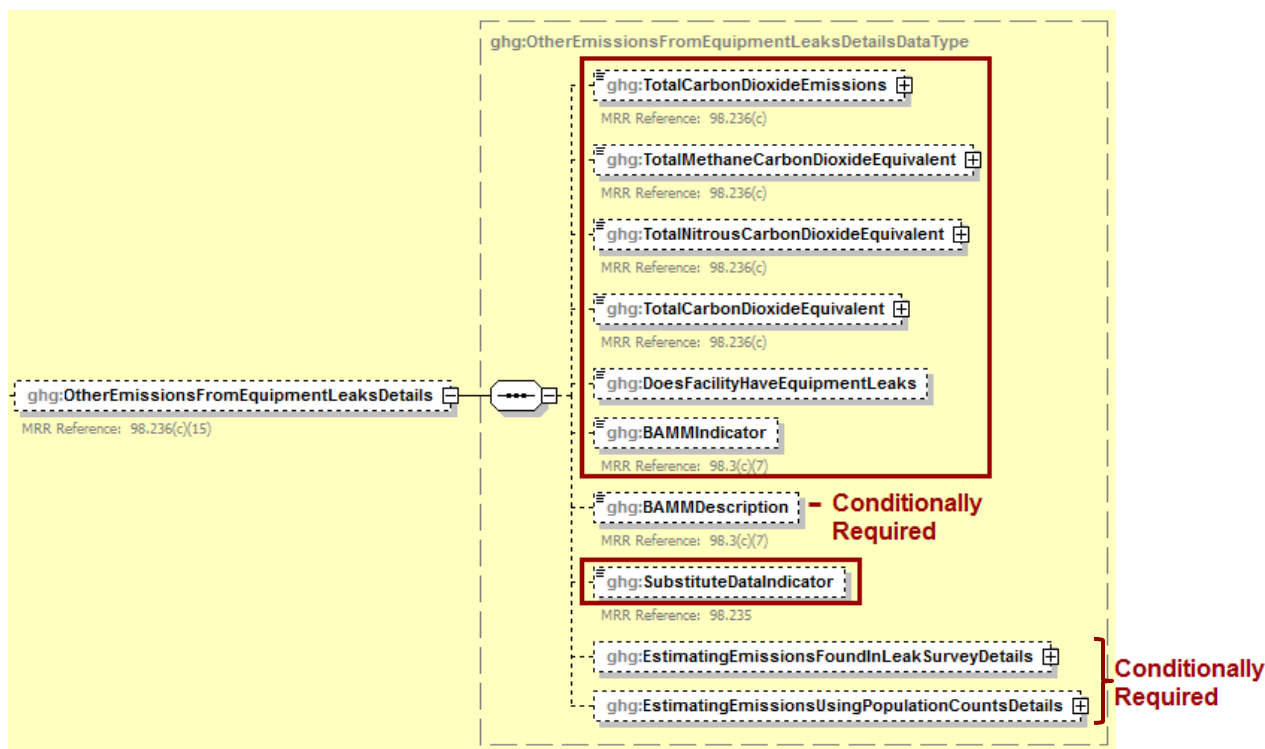 ghg:OtherEmissionsFromEquipmentLeaksDetailsDataType
ghg:TotalCarbonDioxideEmissions
MRR Reference: 98.236(c)
ghg:TotalMethaneCarbonDioxideEquivalent
MRR Reference: 98.236(c)
ghg:TotalNitrousCarbonDioxideEquivalent
MRR Reference: 98.236(c)
ghg:TotalCarbonDioxideEquivalent
MRR Reference: 98.236(c)
ghg:DoesFacilityHaveEquipmentLeaks
ghg:OtherEmissionsFromEquipmentLeaksDetails
MRR Reference: 98.236(c)(15)
ghg:BAMMIndicator
MRR Reference: 98.3(c)(7)
ghg:BAMMDescription
Conditionally
Required
MRR Reference: 98.3(c)(7)
ghg:SubstituteDataIndicator
MRR Reference: 98.235
ghg:EstimatingEmissionsFoundInLeakSurveyDetails
ghg:EstimatingEmissionsUsingPopulationCountsDetails
Conditionally
Required